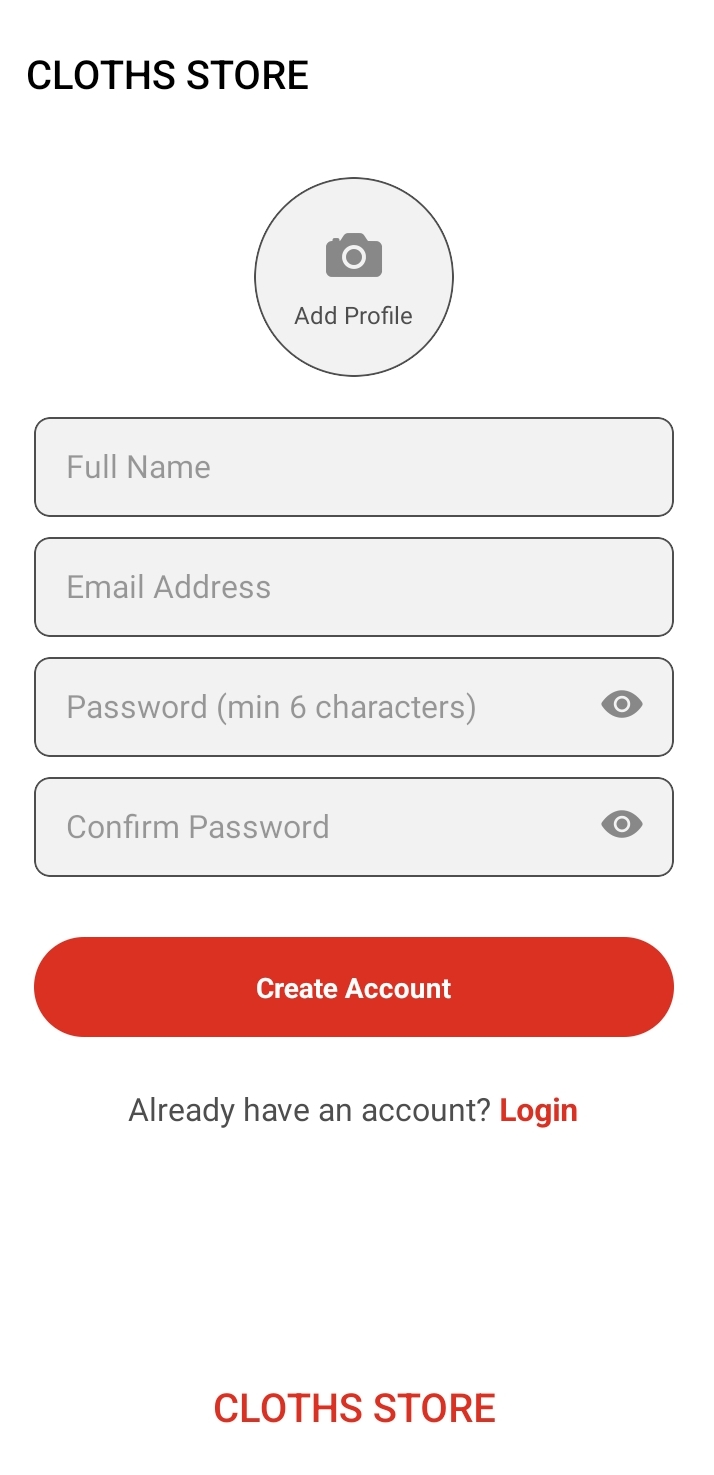 CLOTHS STORE
Add Profile
Full Name
Email Address
Password (min 6 characters)
Confirm Password
Create Account
Already have an account? Login
CLOTHS STORE